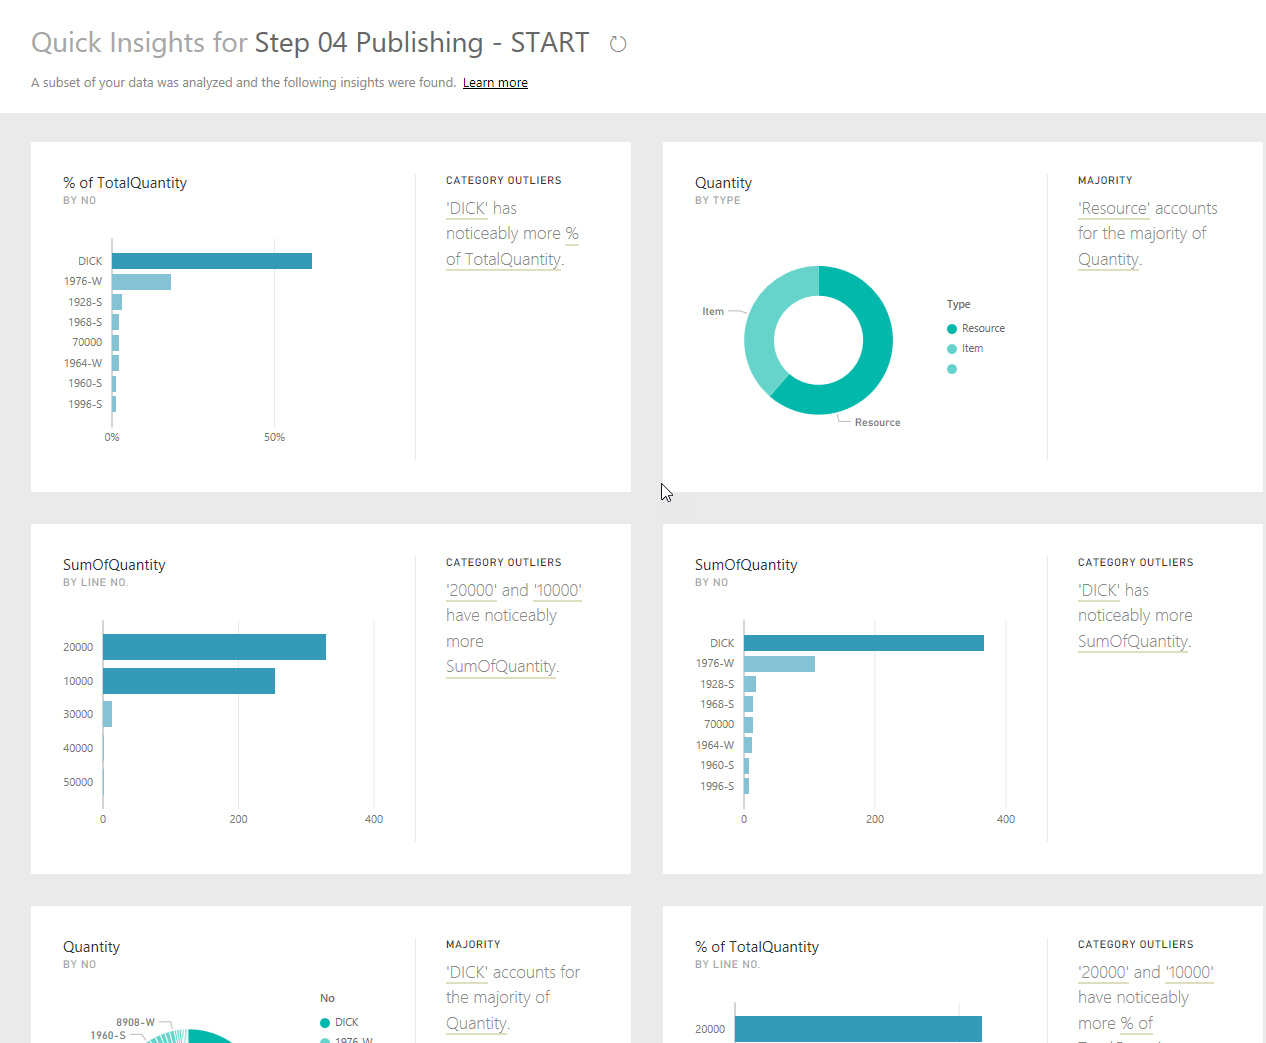 Quick Insights for Step 04 Publishing - START
A subset of your data was analyzed and the following insights were found. Learn more
% of TotalQuantity
BY NO
DICK
1976-W
1928-S
1968-S
70000
1964-W
1960-S
1996-S
0% 50%
CATEGORY OUTLIERS
'DICK' has
noticeably more %
of TotalQuantity.
Quantity
BY TYPE
Item
Resource
Type
Resource
Item
MAJORITY
'Resource' accounts
for the majority of
Quantity.
SumOfQuantity
BY LINE NO.
20000
10000
30000
40000
50000
0 200 400
CATEGORY OUTLIERS
'20000' and '10000'
have noticeably
more
SumOfQuantity.
SumOfQuantity
BY NO
DICK
1976-W
1928-S
1968-S
70000
1964-W
1960-S
1996-S
0 200 400
CATEGORY OUTLIERS
'DICK' has
noticeably more
SumOfQuantity.
Quantity
BY NO
8908-W
1960-S
No
DICK
1976-W
MAJORITY
'DICK' accounts for
the majority of
Quantity.
% of TotalQuantity
BY LINE NO.
20000
CATEGORY OUTLIERS
'20000' and '10000'
have noticeably
more % of